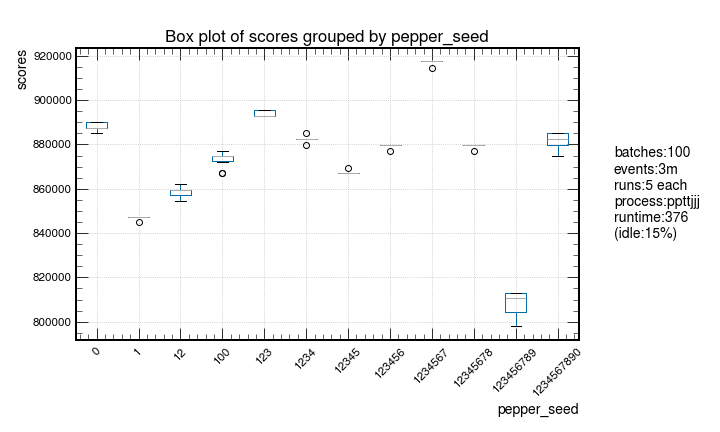 Box plot of scores grouped by pepper_seed
scores
920000
900000
880000
860000
840000
820000
800000
0
1
12
100
123
1234
12345
123456
1234567
12345678
123456789
1234567890
pepper_seed
batches:100
events:3m
runs:5 each
process:ppttjjj
runtime:376
(idle:15%)